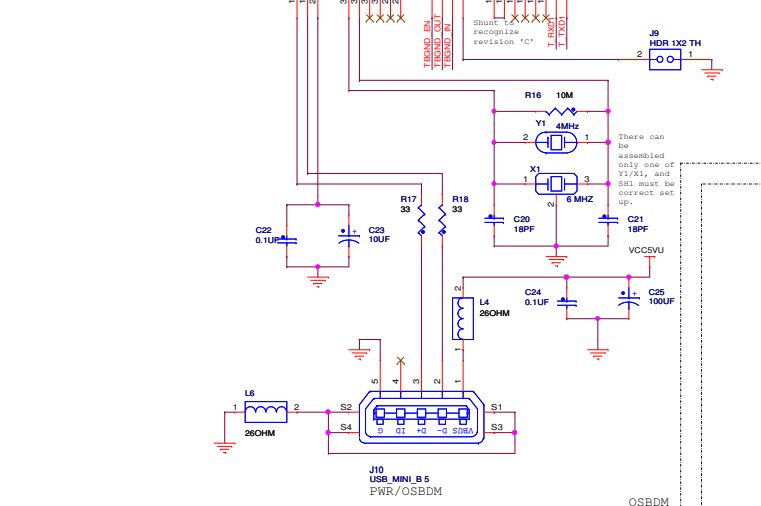 TBGND_EN
TBGND_OUT
TBGND_IN
Shunt to
recognize
revision "C"
T_RXD1
T_TXD1
J9
HDR 1X2 TH
2
1
R16
10M
Y1
4MHz
2
1
X1
1
3
2
6 MHZ
There can
be
assembled
only one of
Y1/X1, and
SH1 must be
correct set
up.
R17
33
R18
33
C20
18PF
C21
18PF
C22
0.1UF
C23
10UF
VCC5VU
2
L4
26OHM
1
C24
0.1UF
C25
100UF
5
4
3
2
1
L6
1
2
26OHM
S2
S4
S1
S3
G
ID
D+
D-
VBUS
J10
USB_MINI_B 5
PWR/OSBDM
OSBDM